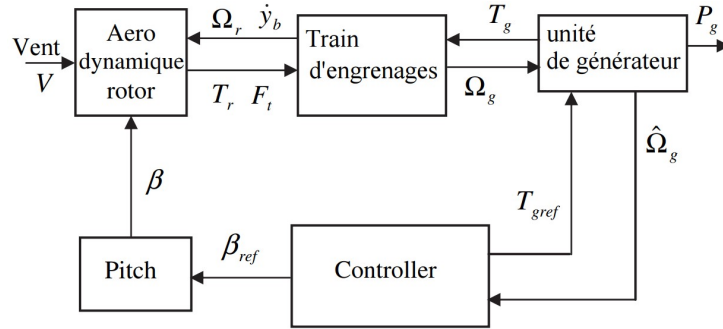 Vent
V
Aero
dynamique
rotor
Ω_r ẏ_b
T_r F_t
Train
d'engrenages
T_g
Ω_g
unité
de générateur
P_g
Ω̂_g
β
T_gref
β_ref
Pitch
Controller